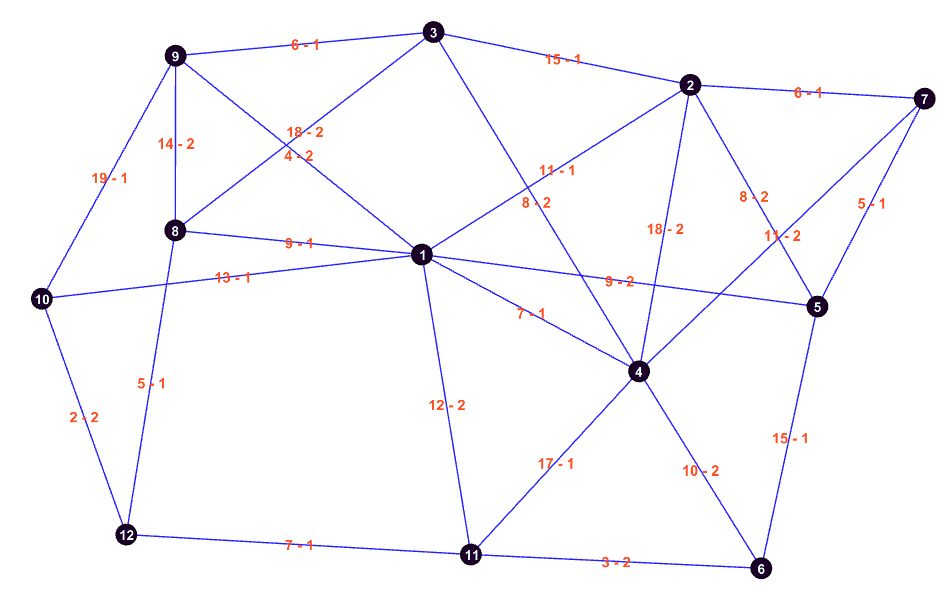 3
9
6 - 1
15 - 1
2
6 - 1
7
18 - 2
14 - 2
4 - 2
11 - 1
19 - 1
8 - 2
8 - 2
5 - 1
8
18 - 2
11 - 2
9 - 1
1
13 - 1
9 - 2
10
5
7 - 1
4
5 - 1
12 - 2
2 - 2
15 - 1
17 - 1
10 - 2
12
7 - 1
11
3 - 2
6